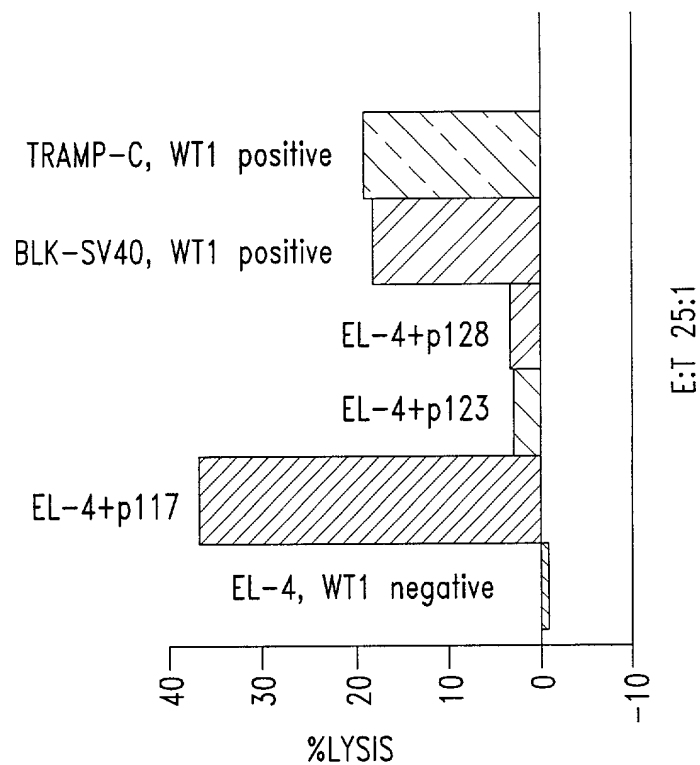 TRAMP-C, WT1 positive
BLK-SV40, WT1 positive
EL-4+p128
EL-4+p123
EL-4+p117
EL-4, WT1 negative
40
30
20
10
0
-10
%LYSIS
E:T 25:1